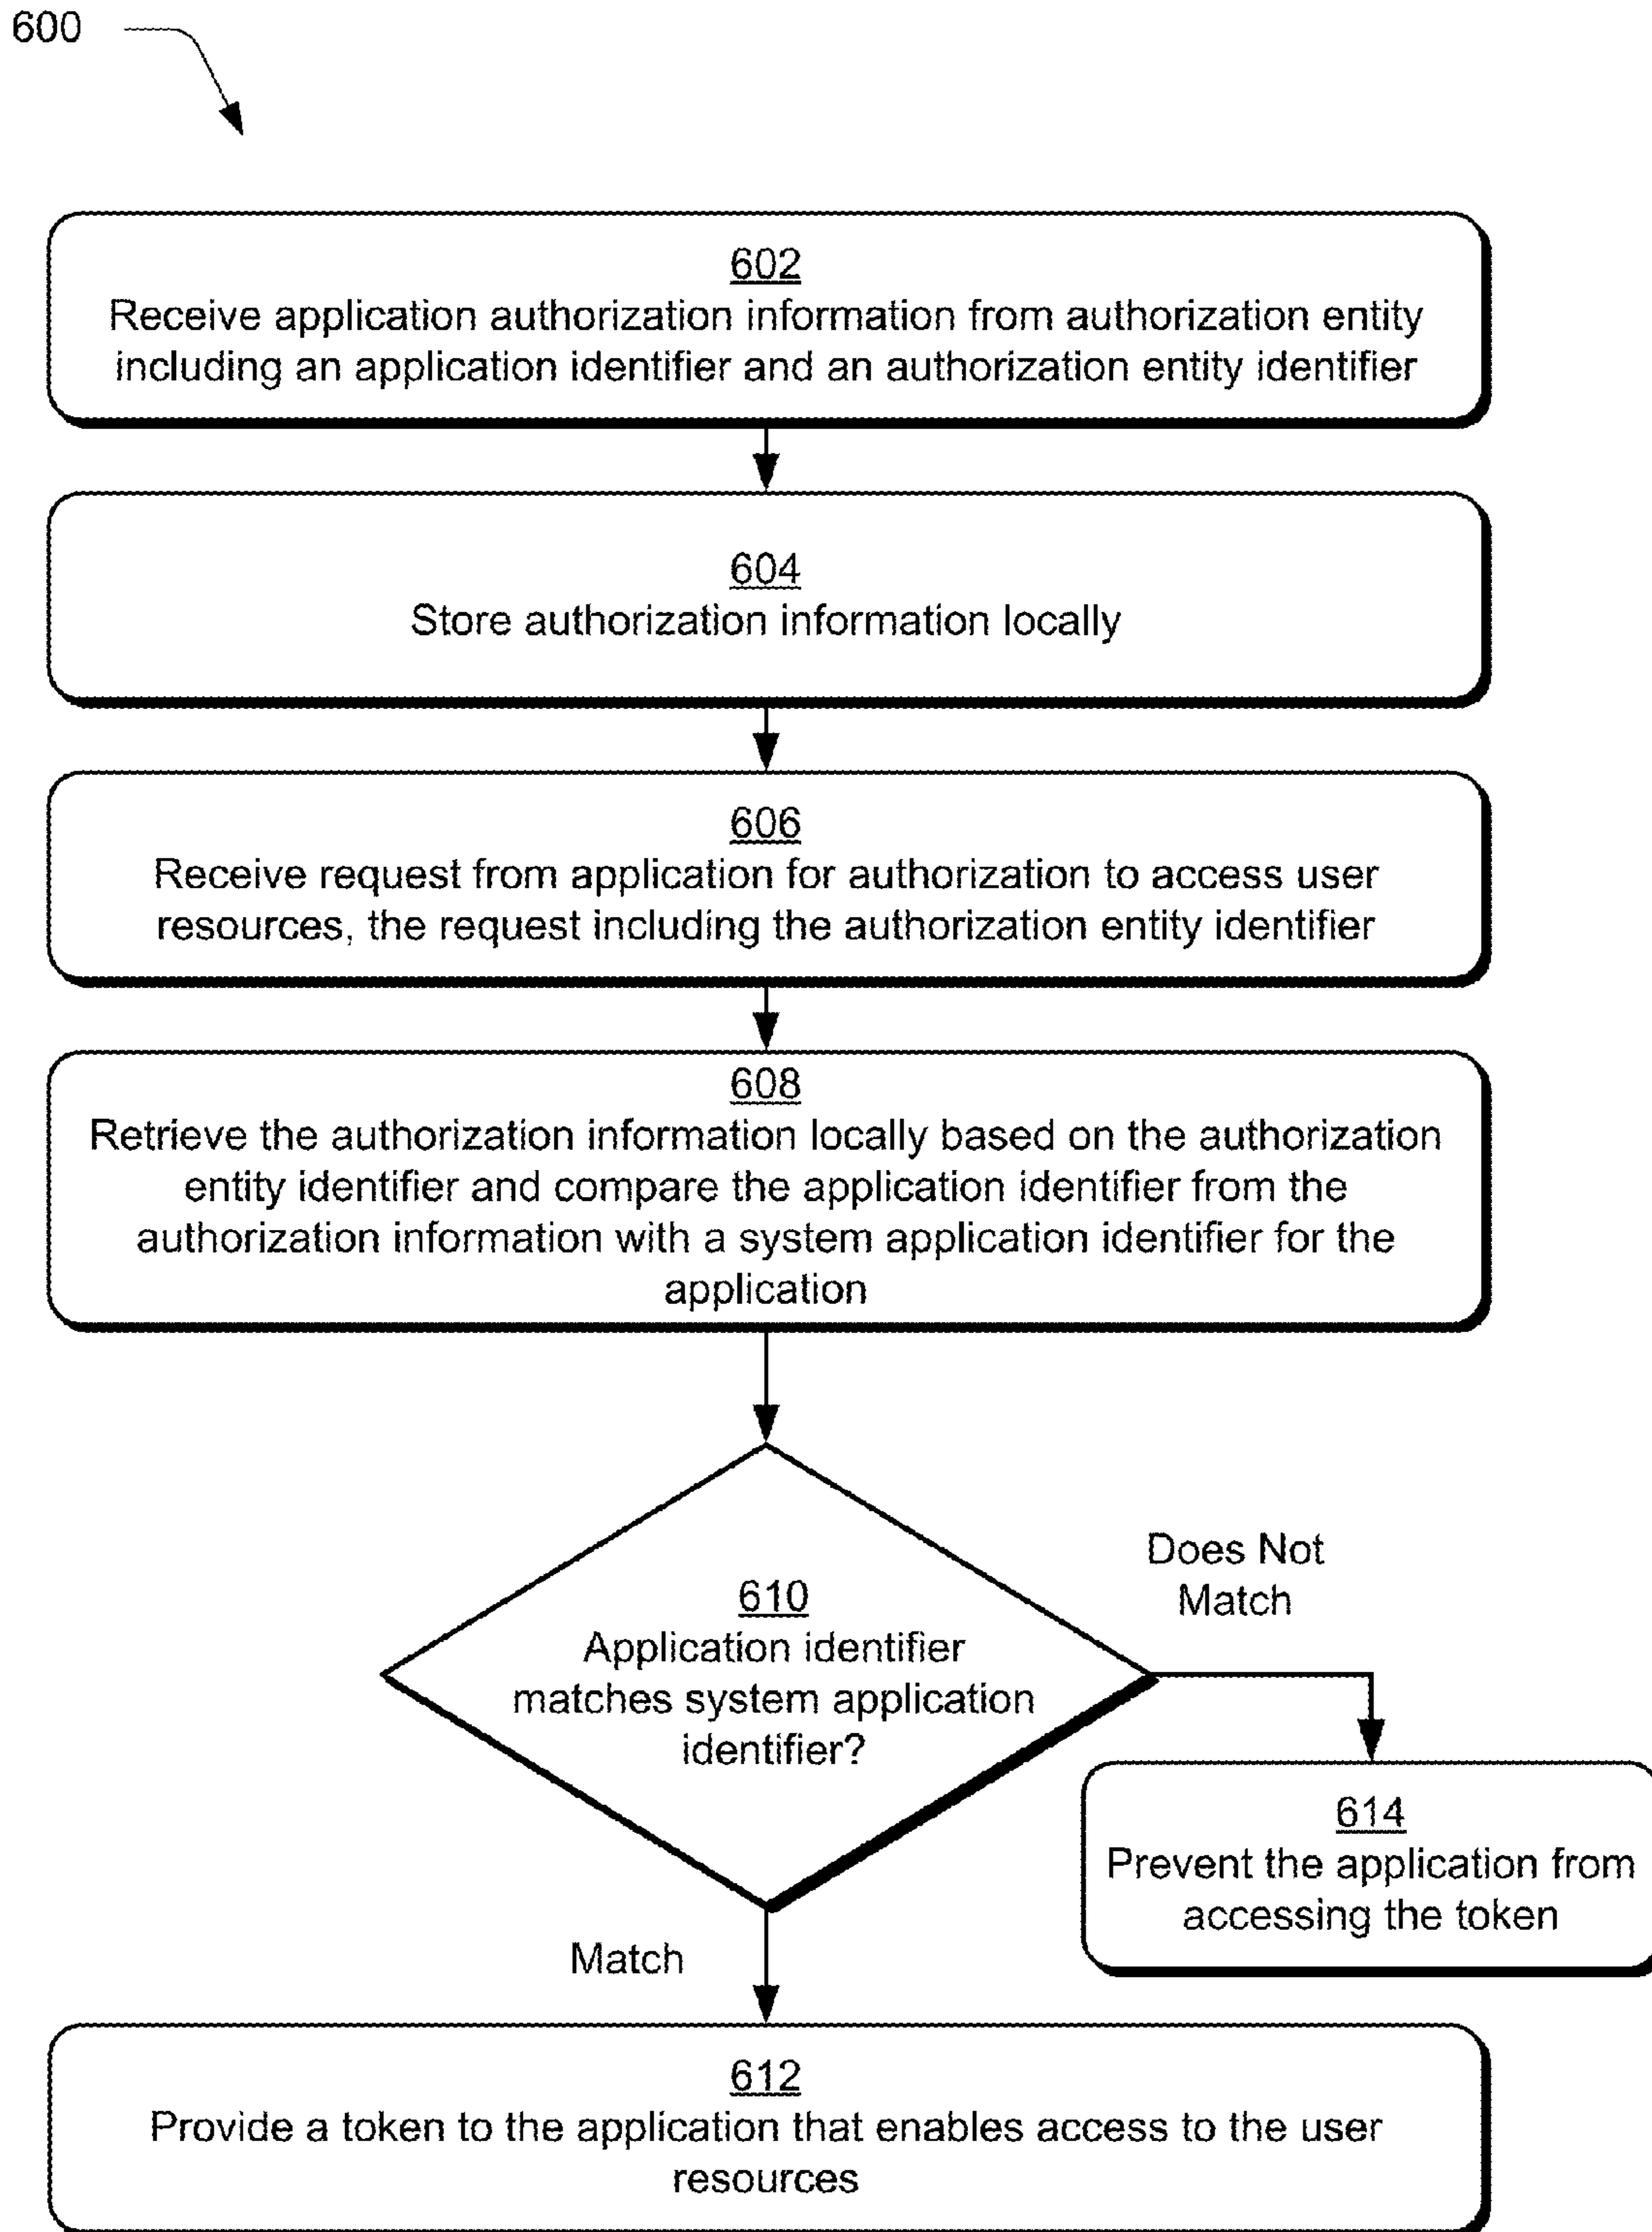 600
602
Receive application authorization information from authorization entity
including an application identifier and an authorization entity identifier
604
Store authorization information locally
606
Receive request from application for authorization to access user
resources, the request including the authorization entity identifier
608
Retrieve the authorization information locally based on the authorization
entity identifier and compare the application identifier from the
authorization information with a system application identifier for the
application
610
Application identifier
matches system application
identifier?
Does Not
Match
614
Prevent the application from
accessing the token
Match
612
Provide a token to the application that enables access to the user
resources